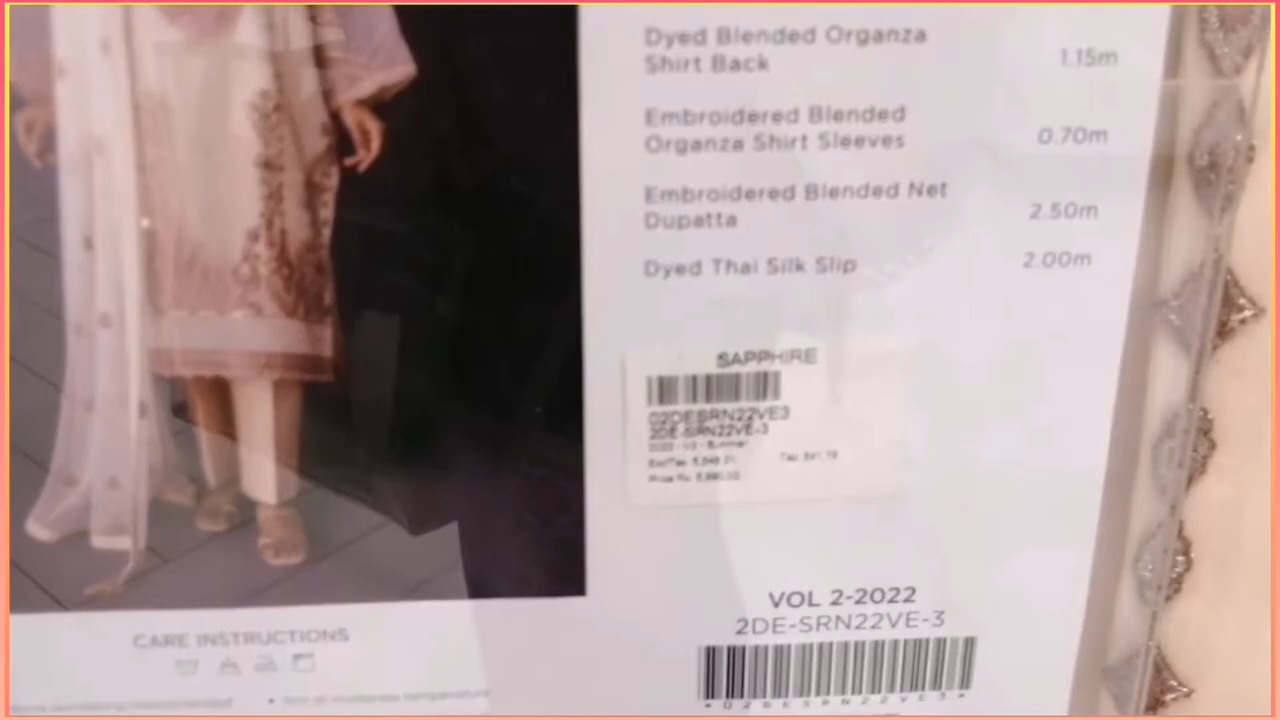 Dyed Blended Organza
Shirt Back
1.15m
Embroidered Blended
Organza Shirt Sleeves
0.70m
Embroidered Blended Net
Dupatta
2.50m
Dyed Thai Silk Slip
2.00m
SAPPHIRE
02DESRN22VE3
2DE-SRN22VE-3
VOL 2-2022
2DE-SRN22VE-3
*02DESRN22VE3*
CARE INSTRUCTIONS